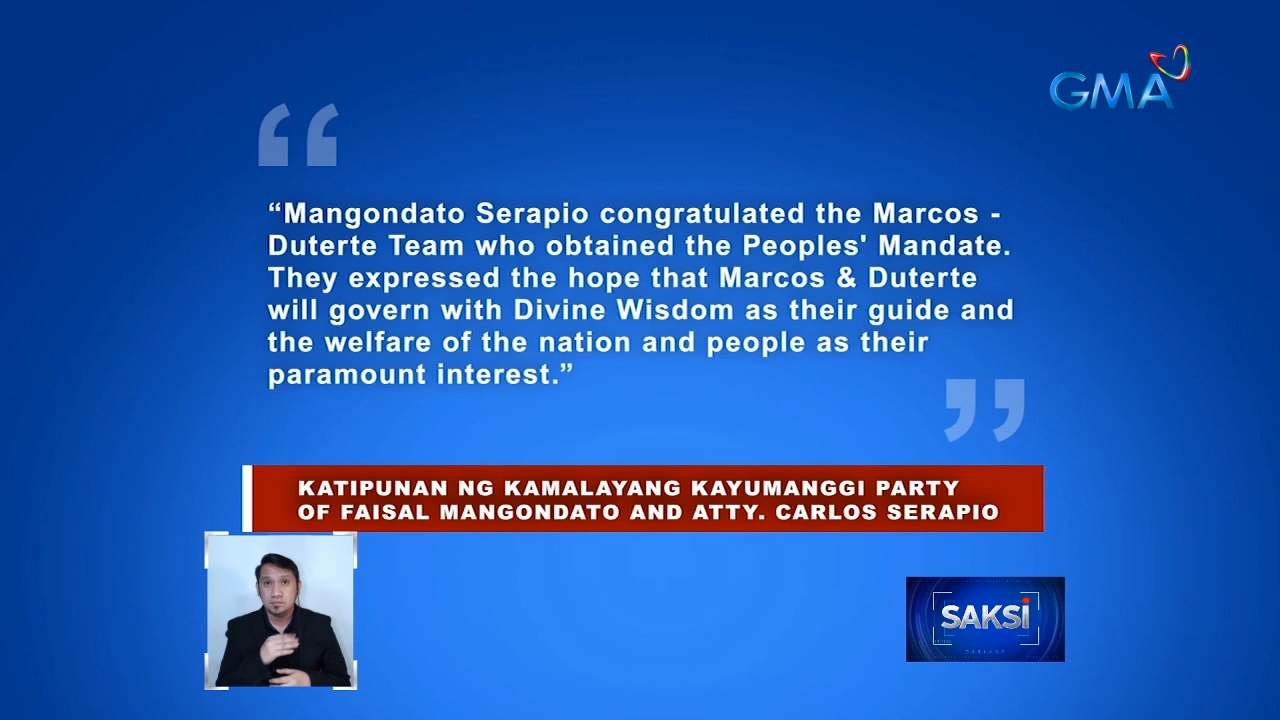 GMA
“Mangondato Serapio congratulated the Marcos -
Duterte Team who obtained the Peoples' Mandate.
They expressed the hope that Marcos & Duterte
will govern with Divine Wisdom as their guide and
the welfare of the nation and people as their
paramount interest.”
KATIPUNAN NG KAMALAYANG KAYUMANGGI PARTY
OF FAISAL MANGONDATO AND ATTY. CARLOS SERAPIO
SAKSI